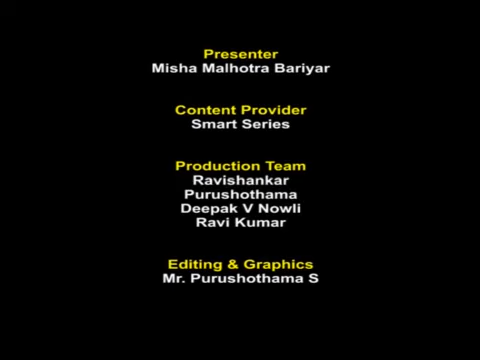 Presenter
Misha Malhotra Bariyar
Content Provider
Smart Series
Production Team
Ravishankar
Purushothama
Deepak V Nowli
Ravi Kumar
Editing & Graphics
Mr. Purushothama S